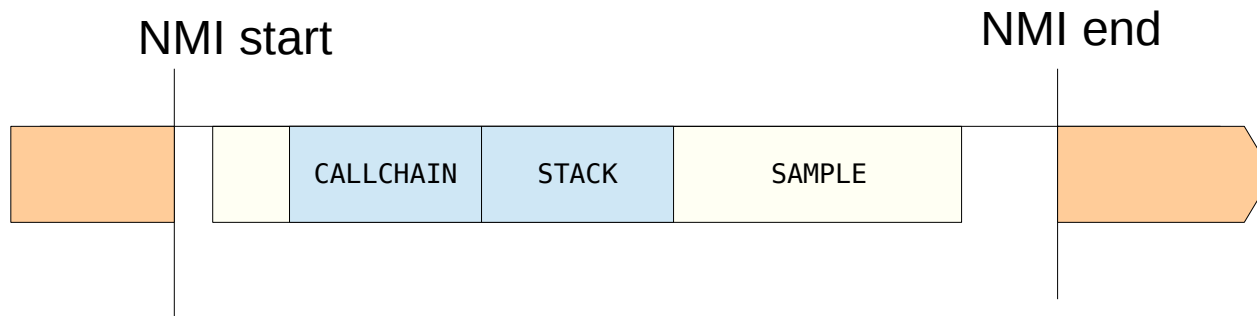 NMI start
NMI end
CALLCHAIN
STACK
SAMPLE